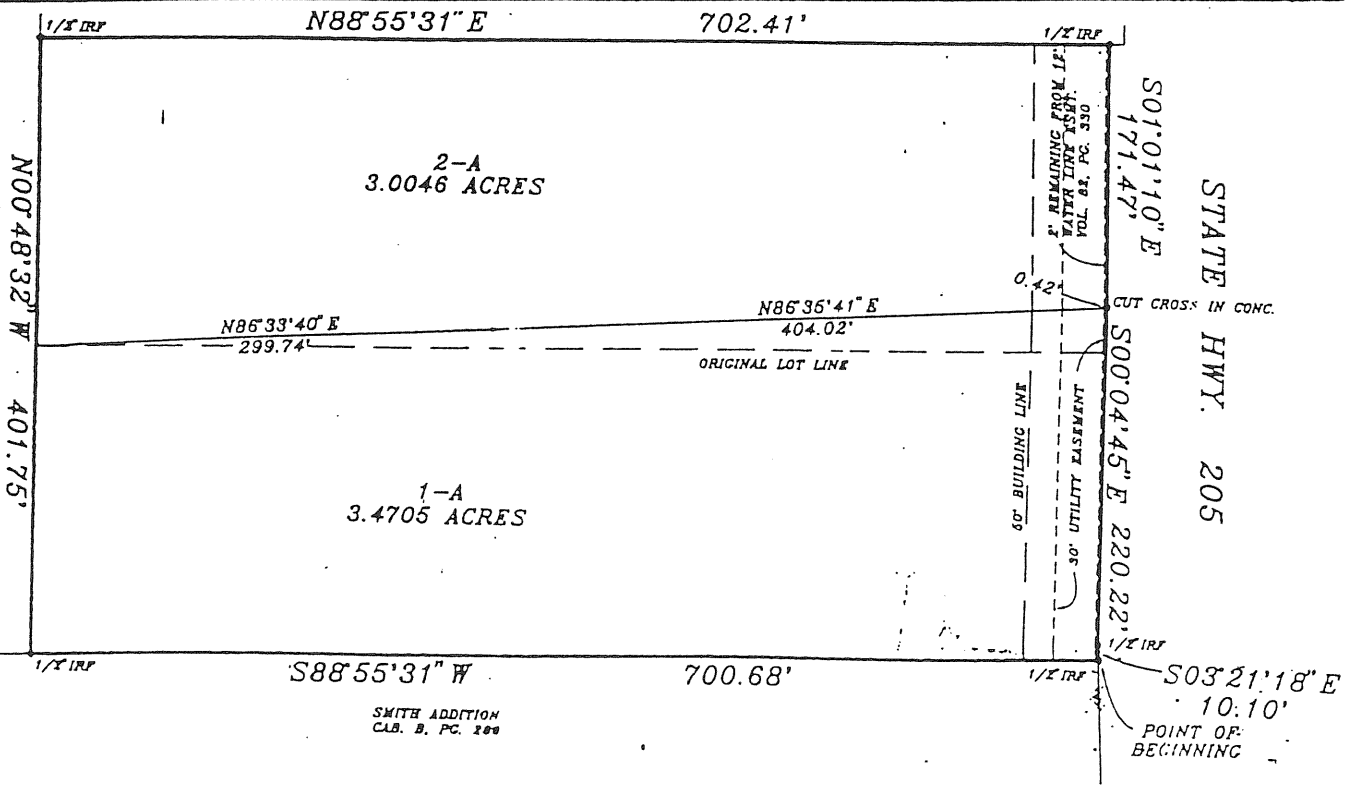 N88°55'31" E 702.41'
1/2" IRF
1/2" IRF
S01°01'10" E
171.47'
STATE HWY. 205
2' REMAINING FROM 12'
WATER LINE ESMT.
VOL. 82, PG. 330
2-A
3.0046 ACRES
N00°48'32" W 401.75'
0.42'
CUT CROSS IN CONC.
N86°35'41" E
404.02'
N86°33'40" E
299.74'
ORIGINAL LOT LINE
S00°04'45" E 220.22'
BUILDING LINE
30' UTILITY EASEMENT
1-A
3.4705 ACRES
1/2" IRF
1/2" IRF
1/2" IRF
S88°55'31" W 700.68'
S03°21'18" E
10.10'
POINT OF
BEGINNING
SMITH ADDITION
CAB. B, PG.